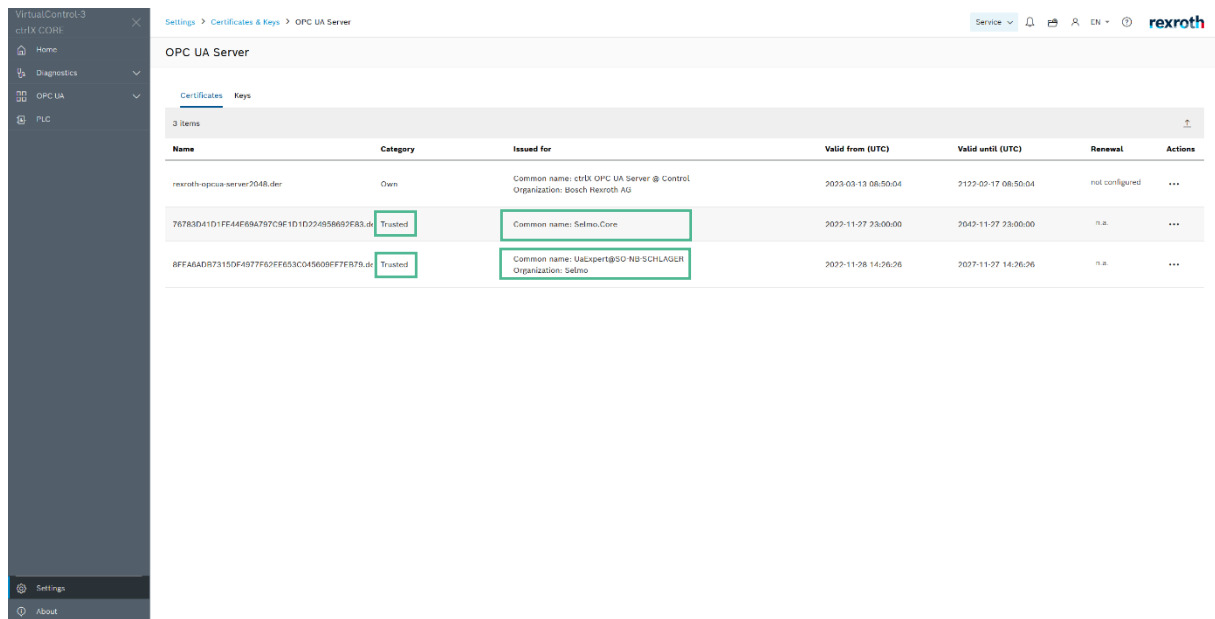 VirtualControl-3
ctrlX CORE
Home
Diagnostics
OPC UA
PLC
Settings
About
Settings > Certificates & Keys > OPC UA Server
Service
EN
rexroth
OPC UA Server
Certificates Keys
3 items
Name Category Issued for Valid from (UTC) Valid until (UTC) Renewal Actions
rexroth-opcua-server2048.der Own Common name: ctrlX OPC UA Server @ Control 2023-03-13 08:50:04 2122-02-17 08:50:04 not configured ...
Organization: Bosch Rexroth AG
76783D41D1FE44E69A797C9E1D1D224958692E83.de Trusted Common name: Selmo.Core 2022-11-27 23:00:00 2042-11-27 23:00:00 n.a. ...
8FEA6ADB7315DF4977F62EE653C045609EF7EB79.de Trusted Common name: UaExpert@SO-NB-SCHLAGER 2022-11-28 14:26:26 2027-11-27 14:26:26 n.a. ...
Organization: Selmo